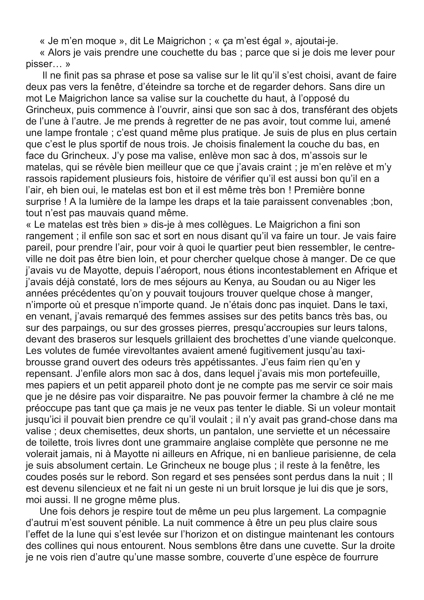 « Je m'en moque », dit Le Maigrichon ; « ça m'est égal », ajoutai-je.
« Alors je vais prendre une couchette du bas ; parce que si je dois me lever pour
pisser… »
Il ne finit pas sa phrase et pose sa valise sur le lit qu'il s'est choisi, avant de faire
deux pas vers la fenêtre, d'éteindre sa torche et de regarder dehors. Sans dire un
mot Le Maigrichon lance sa valise sur la couchette du haut, à l'opposé du
Grincheux, puis commence à l'ouvrir, ainsi que son sac à dos, transférant des objets
de l'une à l'autre. Je me prends à regretter de ne pas avoir, tout comme lui, amené
une lampe frontale ; c'est quand même plus pratique. Je suis de plus en plus certain
que c'est le plus sportif de nous trois. Je choisis finalement la couche du bas, en
face du Grincheux. J'y pose ma valise, enlève mon sac à dos, m'assois sur le
matelas, qui se révèle bien meilleur que ce que j'avais craint ; je m'en relève et m'y
rassois rapidement plusieurs fois, histoire de vérifier qu'il est aussi bon qu'il en a
l'air, eh bien oui, le matelas est bon et il est même très bon ! Première bonne
surprise ! A la lumière de la lampe les draps et la taie paraissent convenables ;bon,
tout n'est pas mauvais quand même.
« Le matelas est très bien » dis-je à mes collègues. Le Maigrichon a fini son
rangement ; il enfile son sac et sort en nous disant qu'il va faire un tour. Je vais faire
pareil, pour prendre l'air, pour voir à quoi le quartier peut bien ressembler, le centre-
ville ne doit pas être bien loin, et pour chercher quelque chose à manger. De ce que
j'avais vu de Mayotte, depuis l'aéroport, nous étions incontestablement en Afrique et
j'avais déjà constaté, lors de mes séjours au Kenya, au Soudan ou au Niger les
années précédentes qu'on y pouvait toujours trouver quelque chose à manger,
n'importe où et presque n'importe quand. Je n'étais donc pas inquiet. Dans le taxi,
en venant, j'avais remarqué des femmes assises sur des petits bancs très bas, ou
sur des parpaings, ou sur des grosses pierres, presqu'accroupies sur leurs talons,
devant des braseros sur lesquels grillaient des brochettes d'une viande quelconque.
Les volutes de fumée virevoltantes avaient amené fugitivement jusqu'au taxi-
brousse grand ouvert des odeurs très appétissantes. J'eus faim rien qu'en y
repensant. J'enfile alors mon sac à dos, dans lequel j'avais mis mon portefeuille,
mes papiers et un petit appareil photo dont je ne compte pas me servir ce soir mais
que je ne désire pas voir disparaitre. Ne pas pouvoir fermer la chambre à clé ne me
préoccupe pas tant que ça mais je ne veux pas tenter le diable. Si un voleur montait
jusqu'ici il pouvait bien prendre ce qu'il voulait ; il n'y avait pas grand-chose dans ma
valise ; deux chemisettes, deux shorts, un pantalon, une serviette et un nécessaire
de toilette, trois livres dont une grammaire anglaise complète que personne ne me
volerait jamais, ni à Mayotte ni ailleurs en Afrique, ni en banlieue parisienne, de cela
je suis absolument certain. Le Grincheux ne bouge plus ; il reste à la fenêtre, les
coudes posés sur le rebord. Son regard et ses pensées sont perdus dans la nuit ; Il
est devenu silencieux et ne fait ni un geste ni un bruit lorsque je lui dis que je sors,
moi aussi. Il ne grogne même plus.
Une fois dehors je respire tout de même un peu plus largement. La compagnie
d'autrui m'est souvent pénible. La nuit commence à être un peu plus claire sous
l'effet de la lune qui s'est levée sur l'horizon et on distingue maintenant les contours
des collines qui nous entourent. Nous semblons être dans une cuvette. Sur la droite
je ne vois rien d'autre qu'une masse sombre, couverte d'une espèce de fourrure